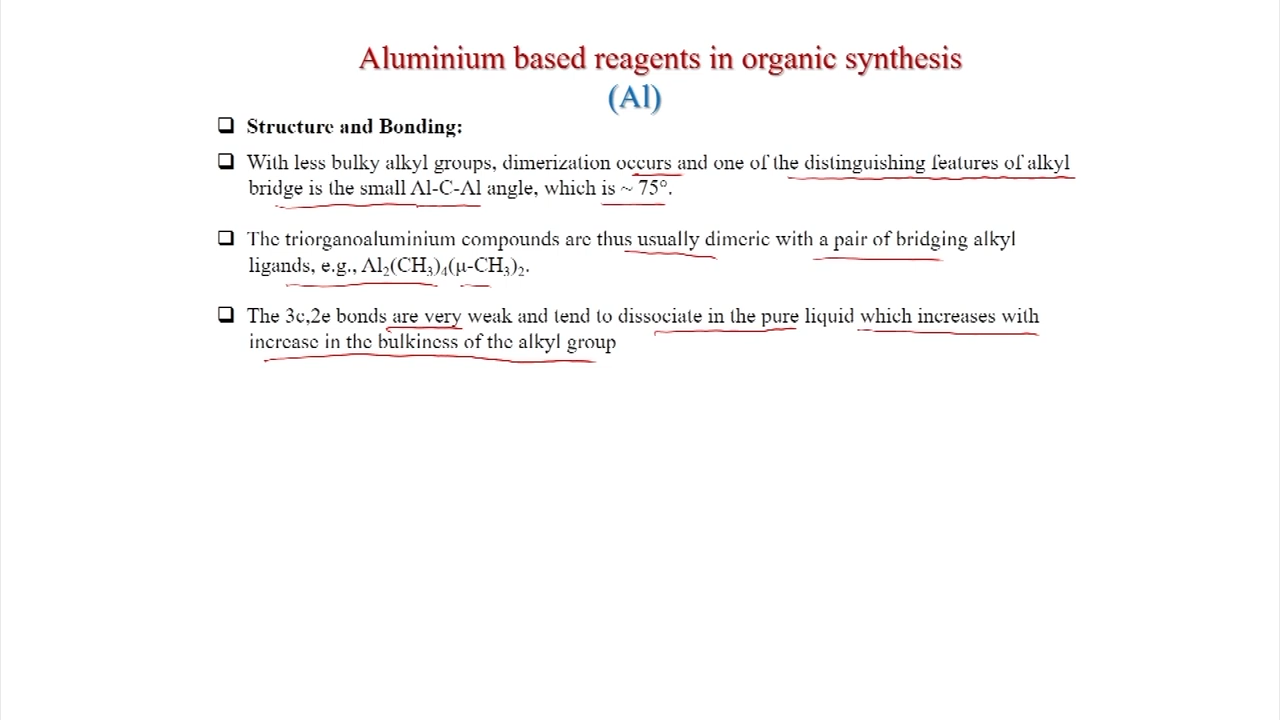 Aluminium based reagents in organic synthesis
(Al)
❑ Structure and Bonding:
❑ With less bulky alkyl groups, dimerization occurs and one of the distinguishing features of alkyl
bridge is the small Al-C-Al angle, which is ~ 75°.
❑ The triorganoaluminium compounds are thus usually dimeric with a pair of bridging alkyl
ligands, e.g., Al₂(CH₃)₄(μ-CH₃)₂.
❑ The 3c,2e bonds are very weak and tend to dissociate in the pure liquid which increases with
increase in the bulkiness of the alkyl group